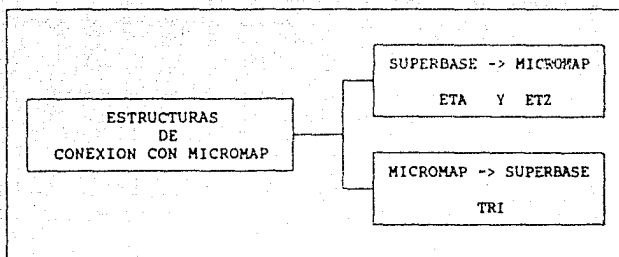 ESTRUCTURAS
DE
CONEXION CON MICROMAP
SUPERBASE -> MICROMAP
ETA Y ETZ
MICROMAP -> SUPERBASE
TRI